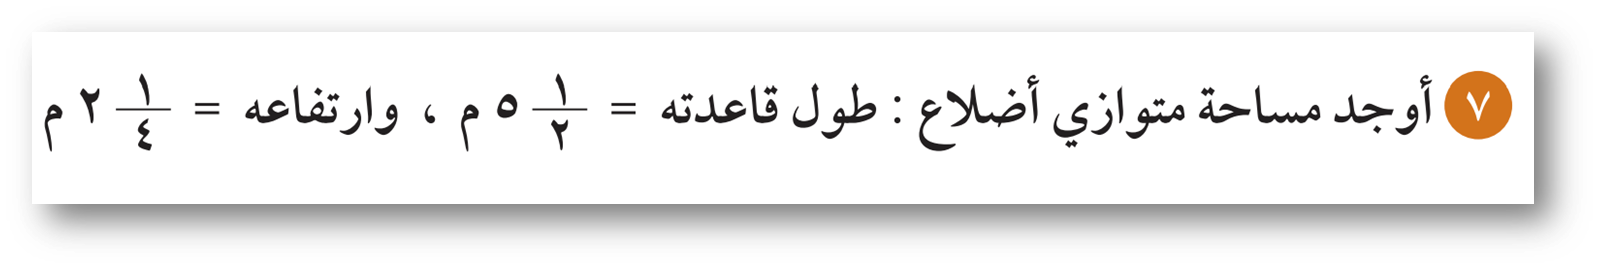 ٧ أوجد مساحة متوازي أضلاع : طول قاعدته = ١/٢ ٥ م ، وارتفاعه = ١/٤ ٢ م